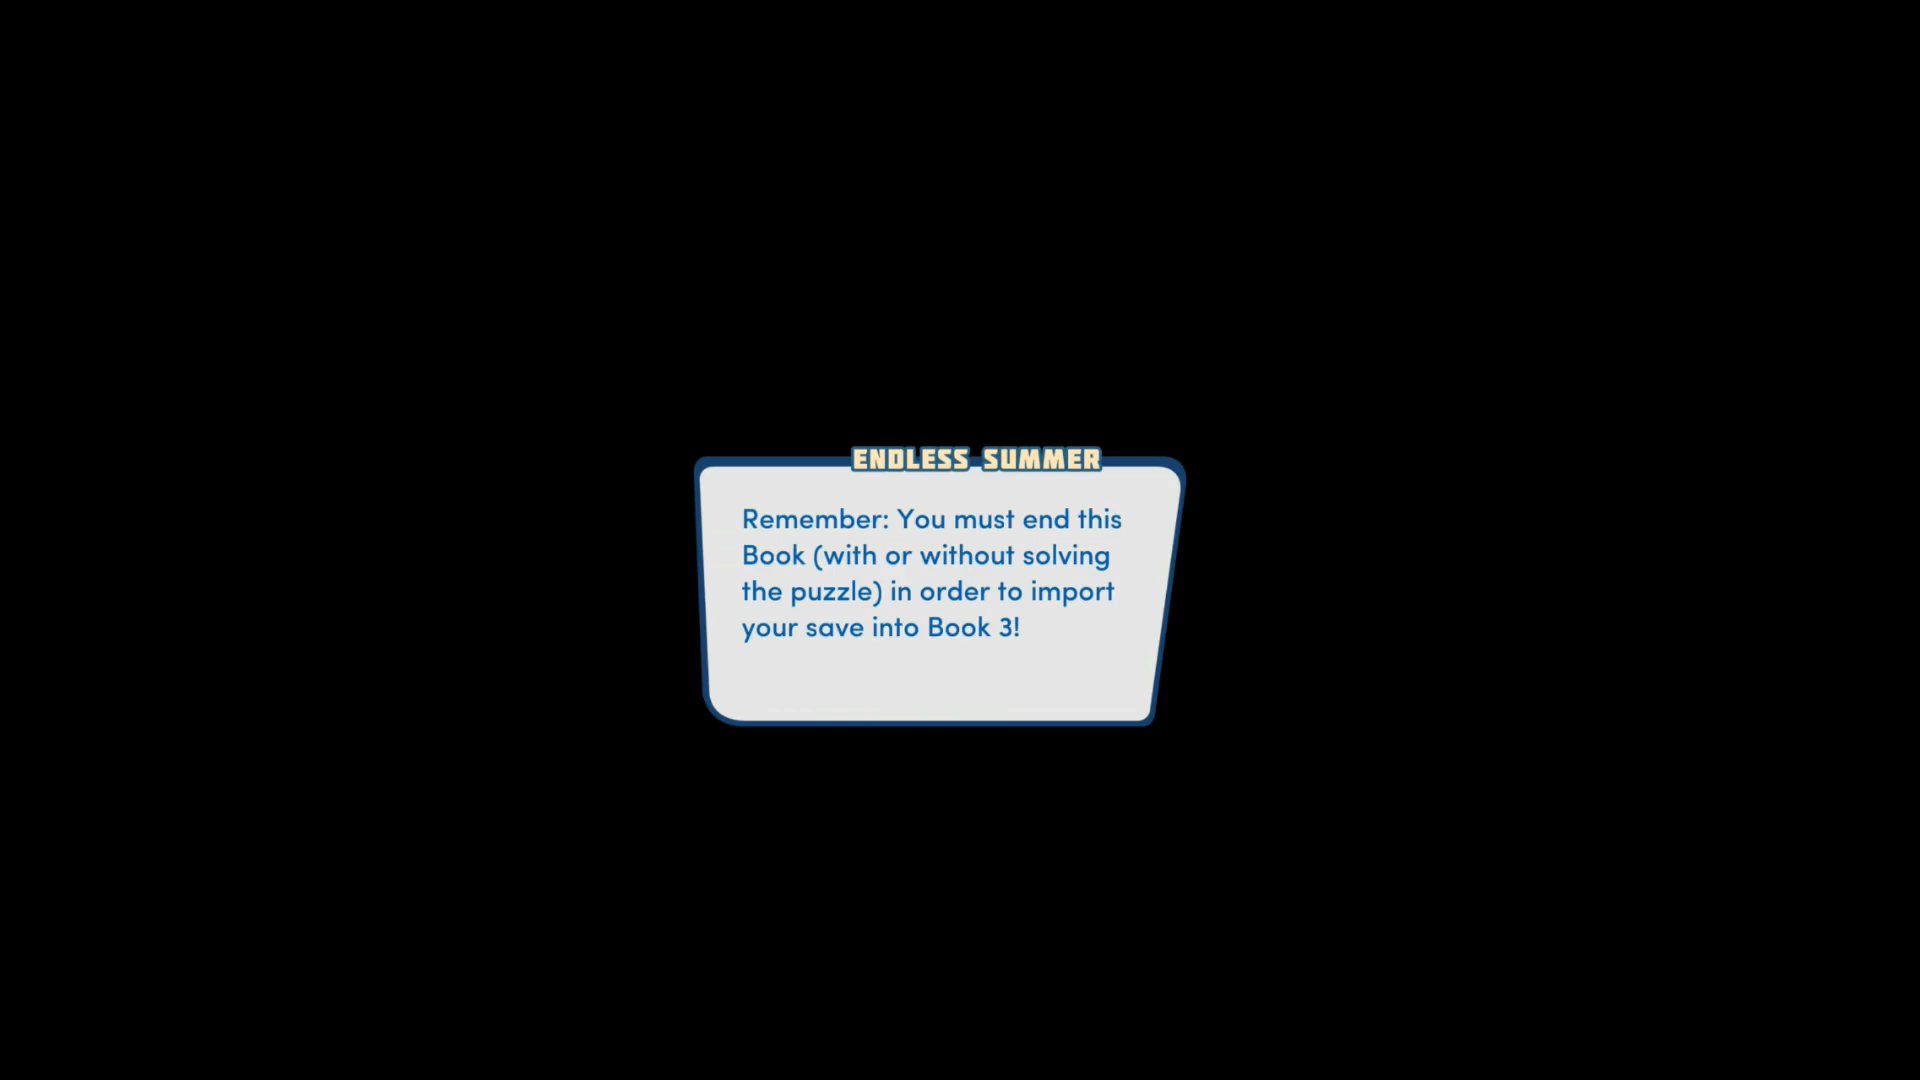 ENDLESS SUMMER
Remember: You must end this
Book (with or without solving
the puzzle) in order to import
your save into Book 3!